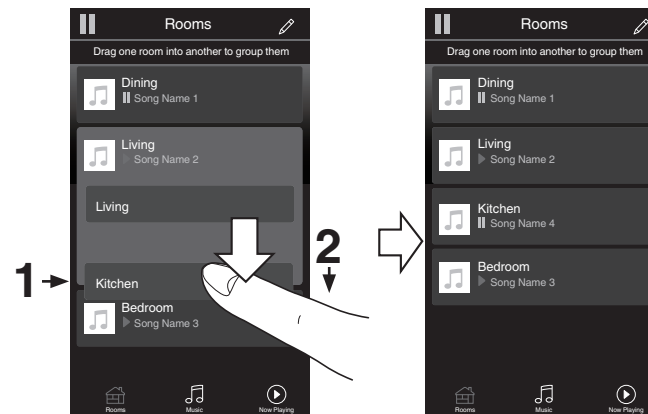 Rooms
Drag one room into another to group them
Dining
Song Name 1
Living
Song Name 2
Living
Kitchen
Bedroom
Song Name 3
Rooms Music Now Playing
1
2
Rooms
Drag one room into another to group them
Dining
Song Name 1
Living
Song Name 2
Kitchen
Song Name 4
Bedroom
Song Name 3
Rooms Music Now Playing